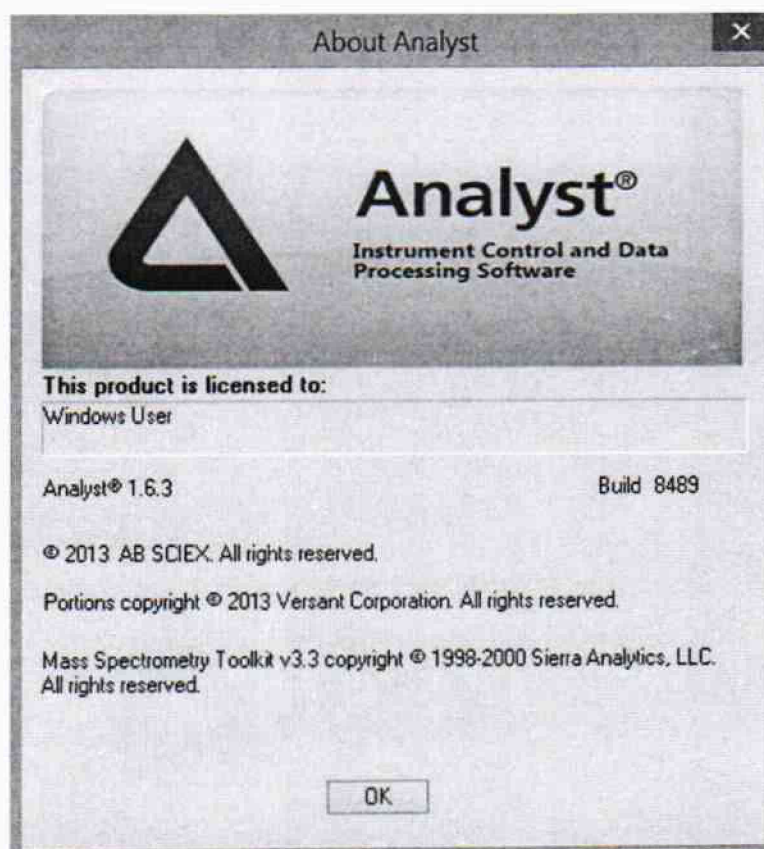 About Analyst
Analyst®
Instrument Control and Data
Processing Software
This product is licensed to:
Windows User
Analyst® 1.6.3 Build 8489
© 2013 AB SCIEX. All rights reserved.
Portions copyright © 2013 Versant Corporation. All rights reserved.
Mass Spectrometry Toolkit v3.3 copyright © 1998-2000 Sierra Analytics, LLC.
All rights reserved.
OK